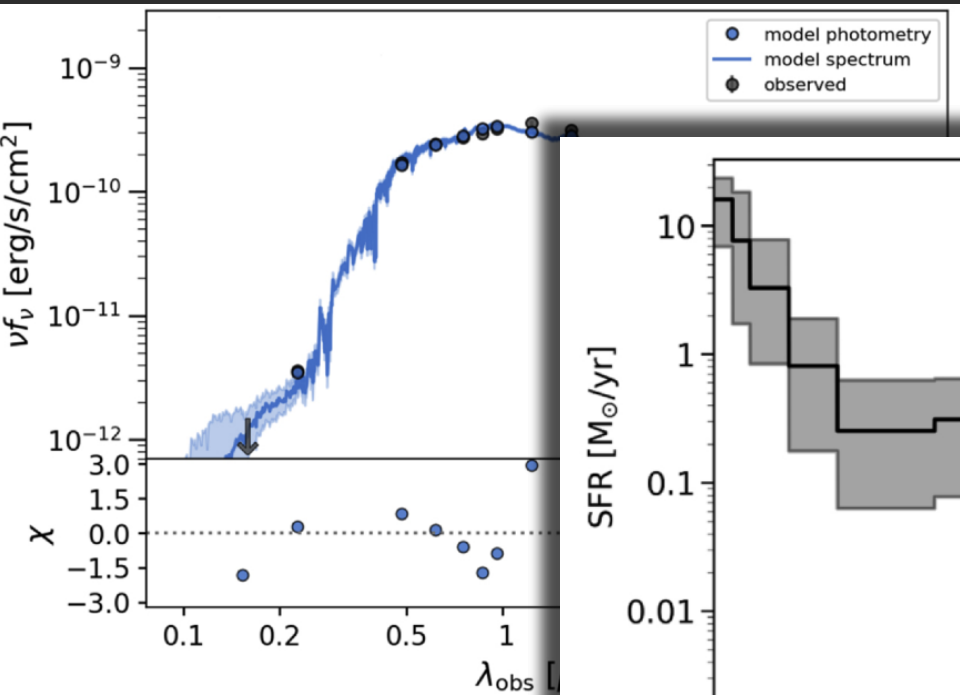 model photometry
model spectrum
observed
νfν [erg/s/cm²]
10⁻⁹
10⁻¹⁰
10⁻¹¹
10⁻¹²
χ
3.0
1.5
0.0
−1.5
−3.0
0.1 0.2 0.5 1
λobs [
SFR [M⊙/yr]
10
1
0.1
0.01